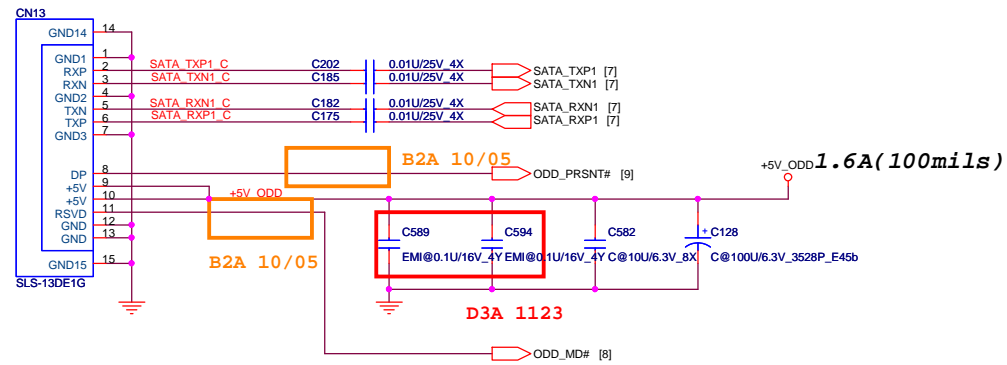 CN13
GND14 14
GND1 1
RXP 2 SATA_TXP1_C C202 0.01U/25V_4X SATA_TXP1 [7]
RXN 3 SATA_TXN1_C C185 0.01U/25V_4X SATA_TXN1 [7]
GND2 4
TXN 5 SATA_RXN1_C C182 0.01U/25V_4X SATA_RXN1 [7]
TXP 6 SATA_RXP1_C C175 0.01U/25V_4X SATA_RXP1 [7]
GND3 7
B2A 10/05
+5V_ODD 1.6A(100mils)
DP 8 ODD_PRSNT# [9]
+5V 9
+5V 10 +5V_ODD
RSVD 11
GND 12
GND 13
C589 C594 C582 + C128
EMI@0.1U/16V_4Y EMI@0.1U/16V_4Y C@10U/6.3V_8X C@100U/6.3V_3528P_E45b
GND15 15
B2A 10/05
SLS-13DE1G
D3A 1123
ODD_MD# [8]